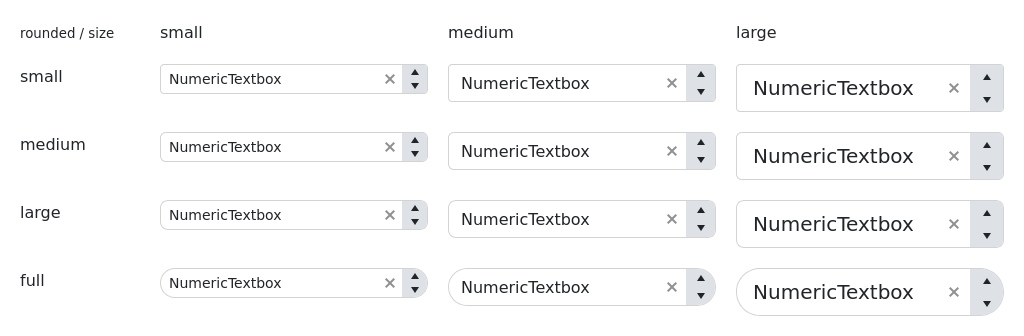 rounded / size small medium large
small NumericTextbox NumericTextbox NumericTextbox
medium NumericTextbox NumericTextbox NumericTextbox
large NumericTextbox NumericTextbox NumericTextbox
full NumericTextbox NumericTextbox NumericTextbox